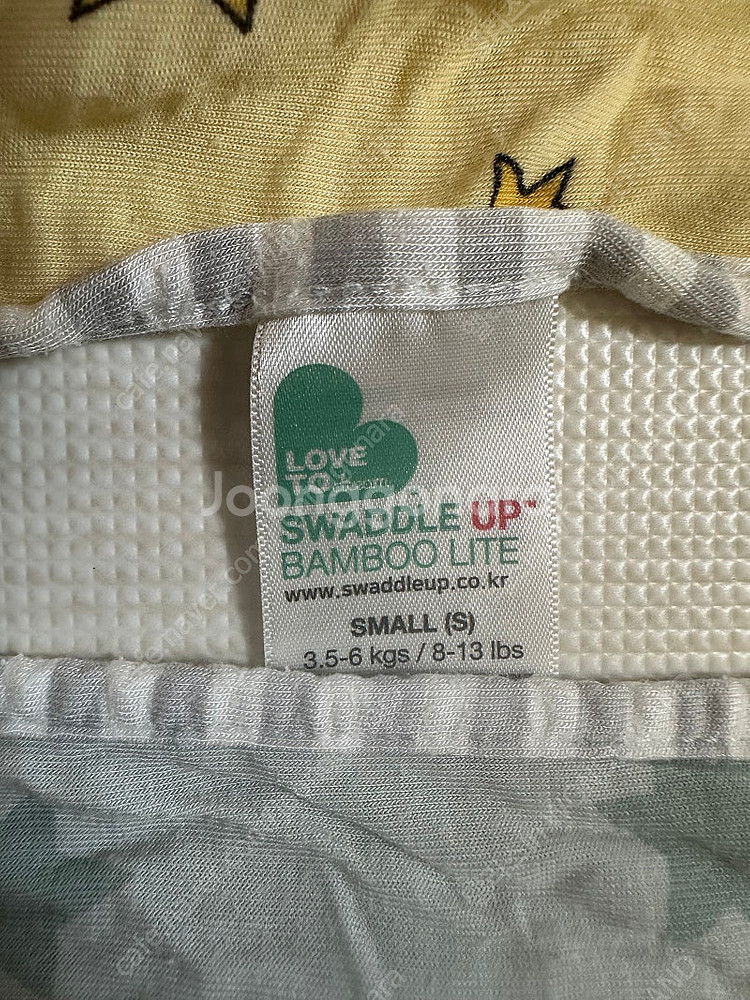 LOVE
TO
SWADDLE UP™
BAMBOO LITE
www.swaddleup.co.kr
SMALL (S)
3.5-6 kgs / 8-13 lbs